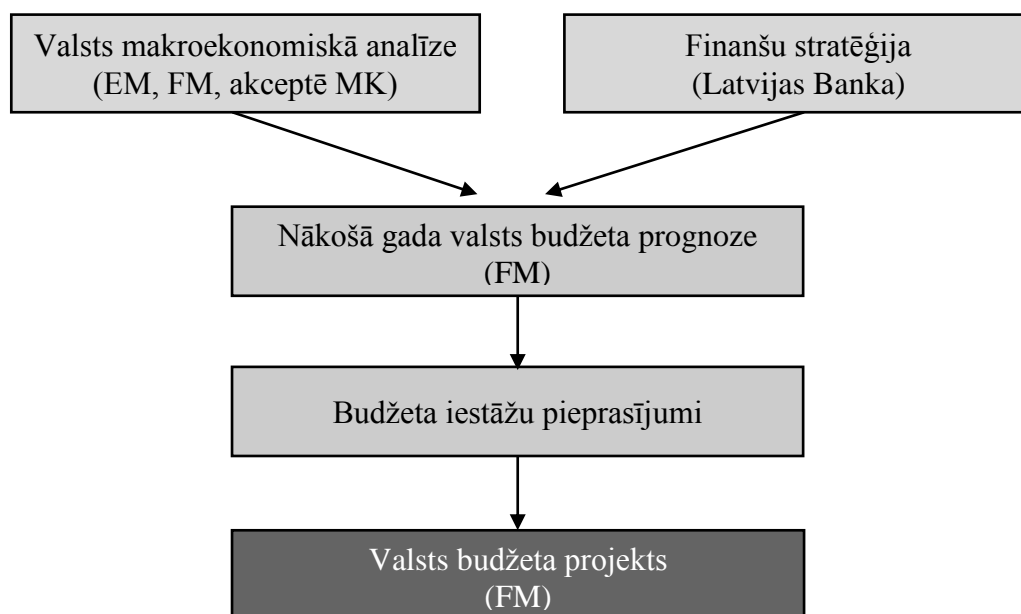 Valsts makroekonomiskā analīze
(EM, FM, akceptē MK)
Finanšu stratēģija
(Latvijas Banka)
Nākošā gada valsts budžeta prognoze
(FM)
Budžeta iestāžu pieprasījumi
Valsts budžeta projekts
(FM)